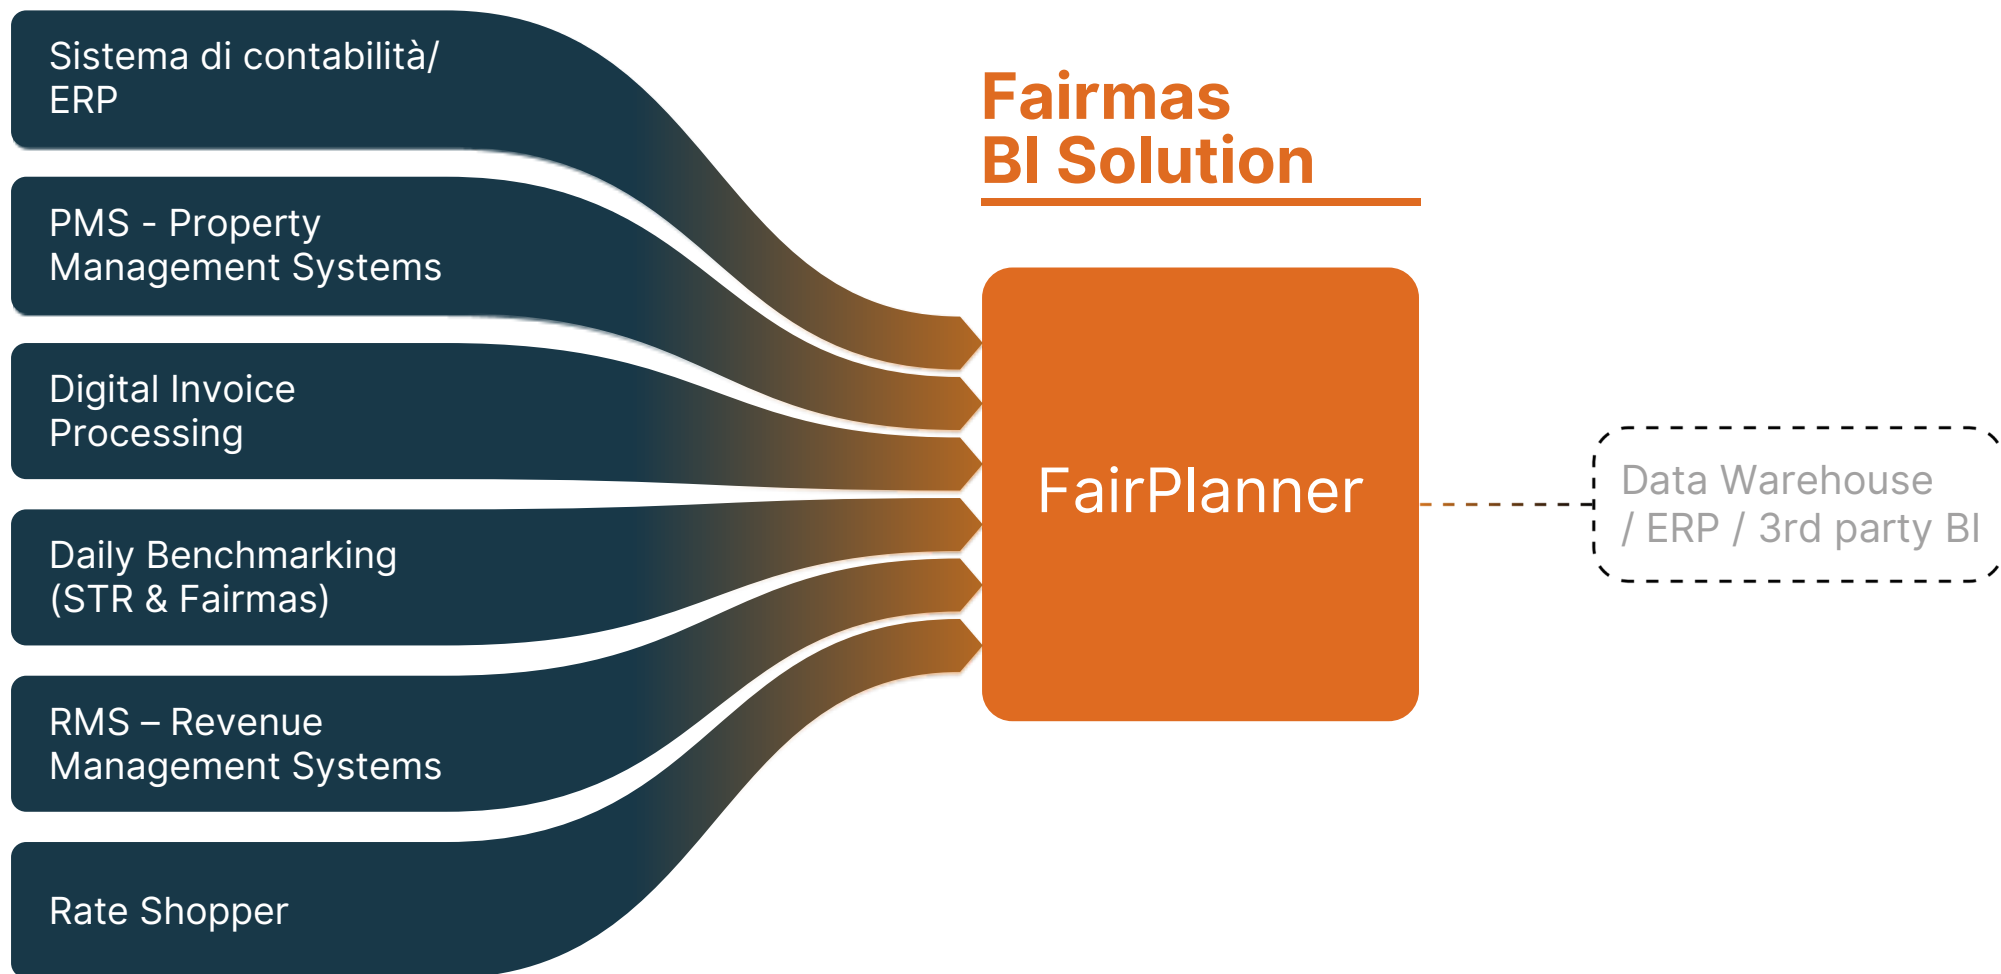 Sistema di contabilità/
ERP
PMS - Property
Management Systems
Digital Invoice
Processing
Daily Benchmarking
(STR & Fairmas)
RMS – Revenue
Management Systems
Rate Shopper
Fairmas
BI Solution
FairPlanner
Data Warehouse
/ ERP / 3rd party BI